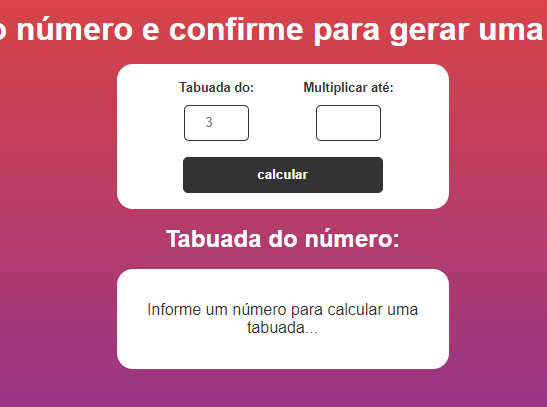 o número e confirme para gerar uma
Tabuada do: Multiplicar até:
3
calcular
Tabuada do número:
Informe um número para calcular uma
tabuada...